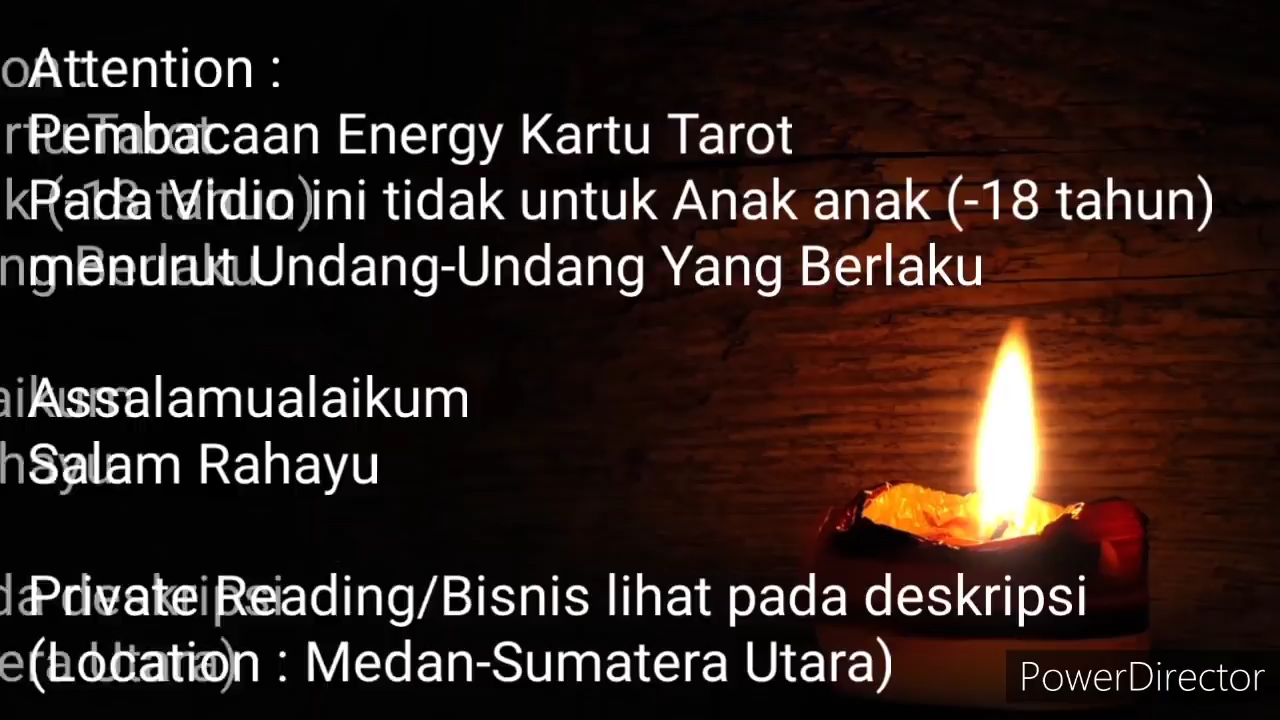 Attention :
Pembacaan Energy Kartu Tarot
Pada Vidio ini tidak untuk Anak anak (-18 tahun)
menurut Undang-Undang Yang Berlaku
Assalamualaikum
Salam Rahayu
Private Reading/Bisnis lihat pada deskripsi
(Location : Medan-Sumatera Utara)
PowerDirector